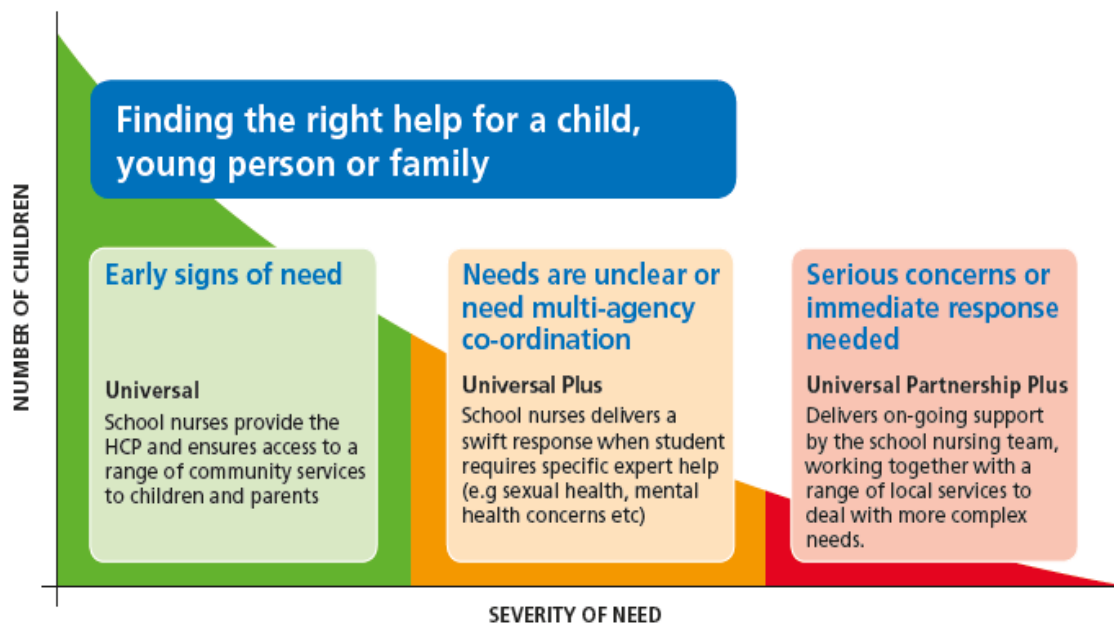 Finding the right help for a child,
young person or family
NUMBER OF CHILDREN
Early signs of need
Universal
School nurses provide the
HCP and ensures access to a
range of community services
to children and parents
Needs are unclear or
need multi-agency
co-ordination
Universal Plus
School nurses delivers a
swift response when student
requires specific expert help
(e.g sexual health, mental
health concerns etc)
Serious concerns or
immediate response
needed
Universal Partnership Plus
Delivers on-going support
by the school nursing team,
working together with a
range of local services to
deal with more complex
needs.
SEVERITY OF NEED